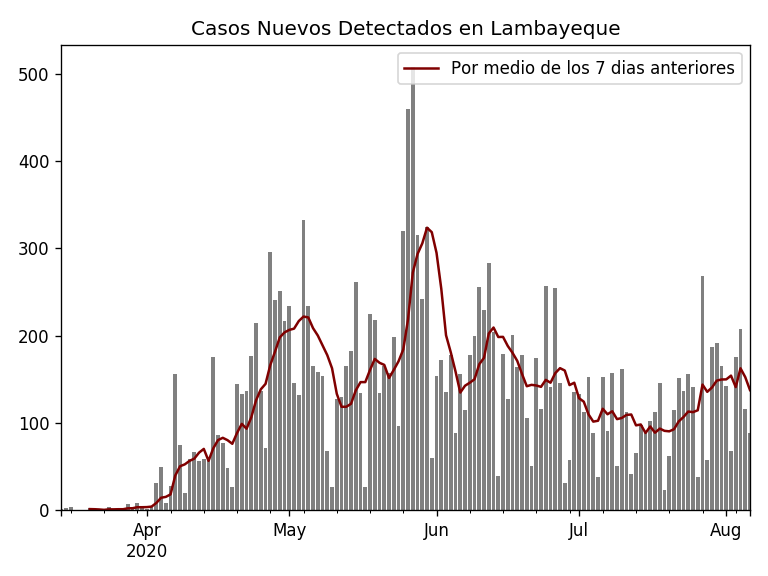 Casos Nuevos Detectados en Lambayeque
Por medio de los 7 dias anteriores
500
400
300
200
100
0
Apr
2020
May
Jun
Jul
Aug